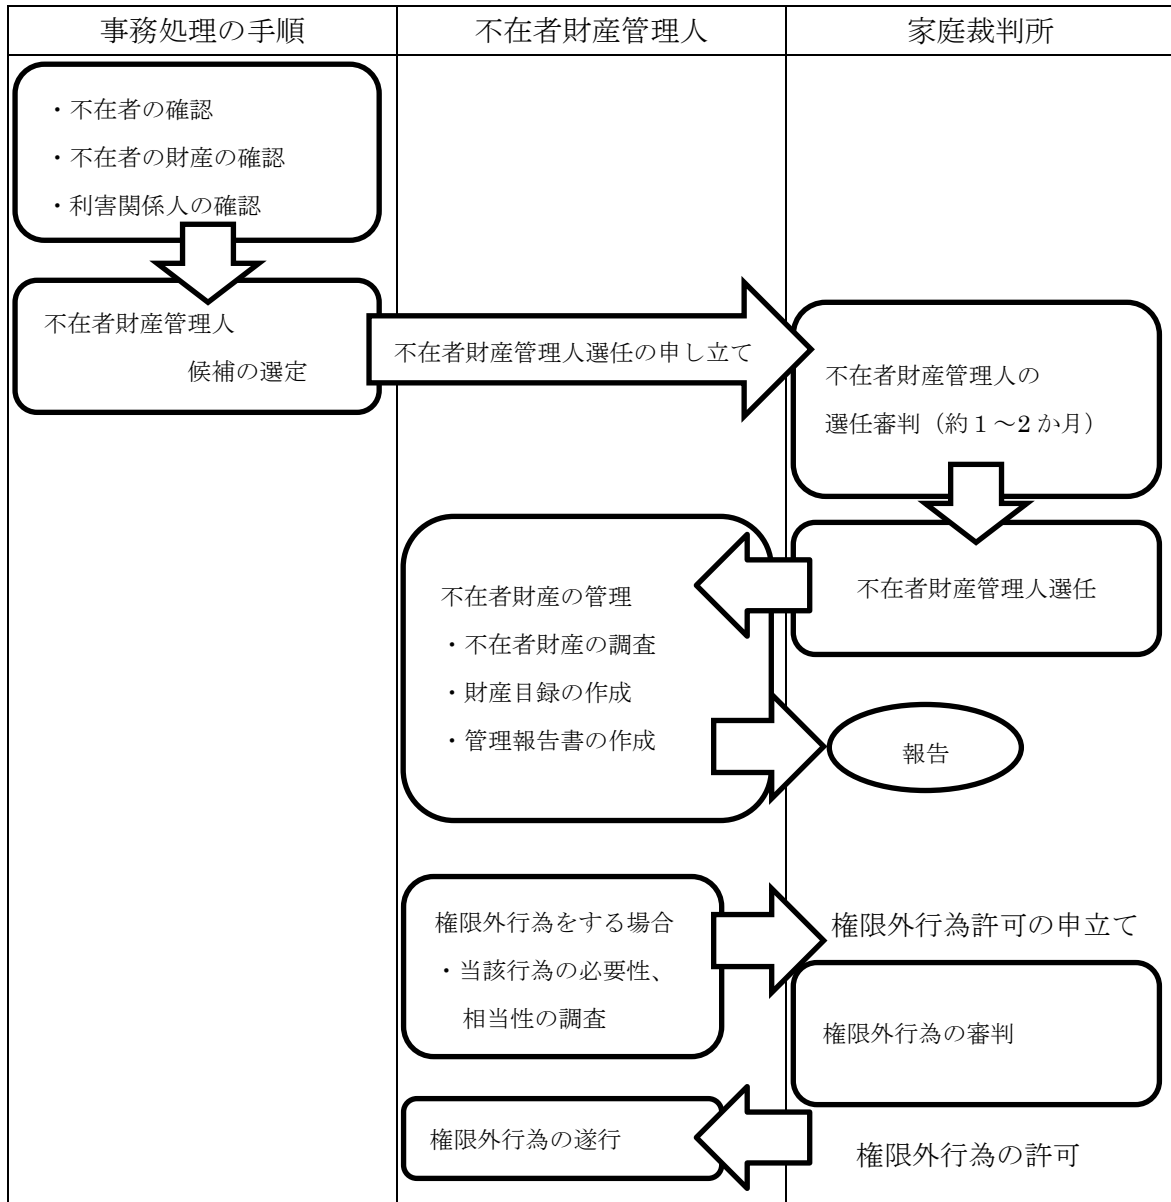 事務処理の手順
不在者財産管理人
家庭裁判所
・不在者の確認
・不在者の財産の確認
・利害関係人の確認
不在者財産管理人
候補の選定
不在者財産管理人選任の申し立て
不在者財産管理人の
選任審判（約１～2か月）
不在者財産管理人選任
不在者財産の管理
・不在者財産の調査
・財産目録の作成
・管理報告書の作成
報告
権限外行為をする場合
・当該行為の必要性、
相当性の調査
権限外行為許可の申立て
権限外行為の審判
権限外行為の許可
権限外行為の遂行